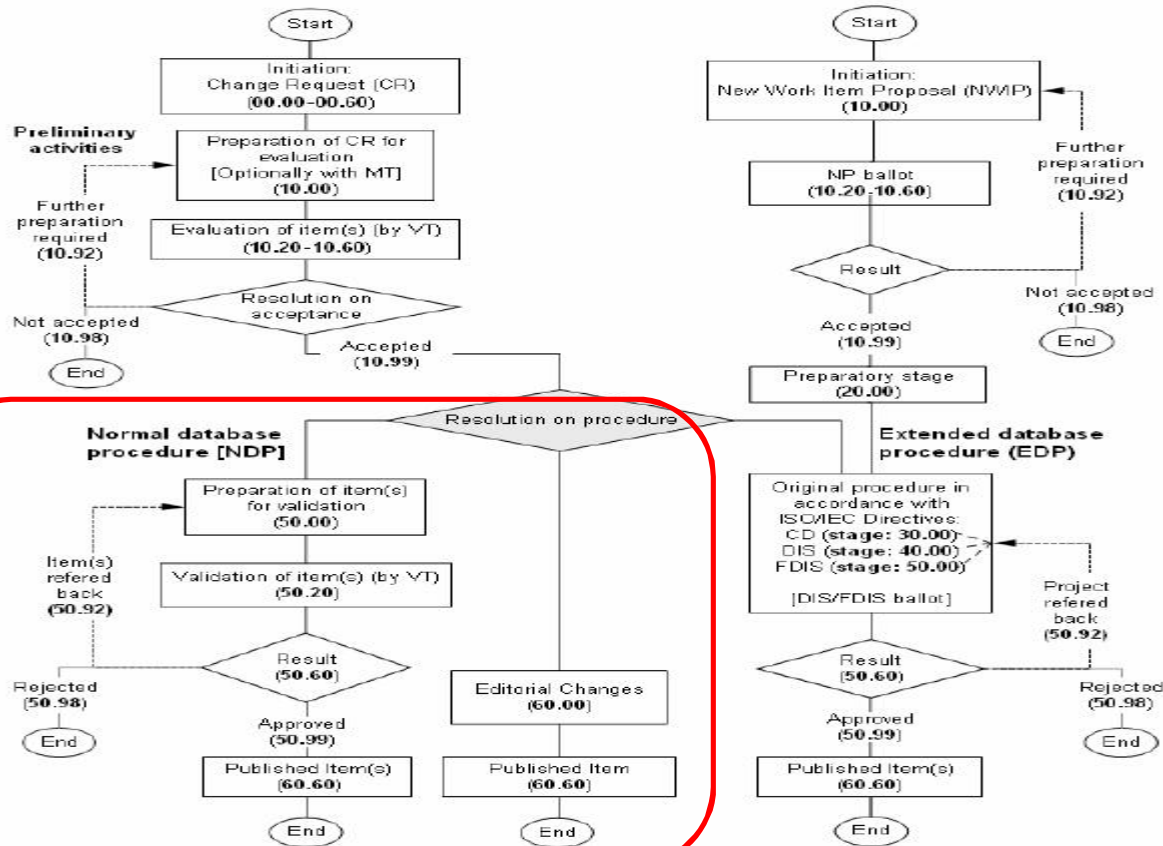 Start
Initiation:
Change Request (CR)
(00.00-00.60)
Preliminary
activities
Preparation of CR for
evaluation
[Optionally with MT]
(10.00)
Further
preparation
required
(10.92)
Evaluation of item(s) (by VT)
(10.20-10.60)
Resolution on
acceptance
Not accepted
(10.98)
End
Accepted
(10.99)
Start
Initiation:
New Work Item Proposal (NWIP)
(10.00)
Further
preparation
required
(10.92)
NP ballot
(10.20-10.60)
Result
Not accepted
(10.98)
End
Accepted
(10.99)
Preparatory stage
(20.00)
Resolution on procedure
Normal database
procedure [NDP]
Preparation of item(s)
for validation
(50.00)
Item(s)
refered
back
(50.92)
Validation of item(s) (by VT)
(50.20)
Result
(50.60)
Rejected
(50.98)
End
Approved
(50.99)
Published Item(s)
(60.60)
End
Editorial Changes
(60.00)
Published Item
(60.60)
End
Extended database
procedure (EDP)
Original procedure in
accordance with
ISO/IEC Directives:
CD (stage: 30.00)
DIS (stage: 40.00)
FDIS (stage: 50.00)
[DIS/FDIS ballot]
Project
refered
back
(50.92)
Result
(50.60)
Rejected
(50.98)
End
Approved
(50.99)
Published Item(s)
(60.60)
End